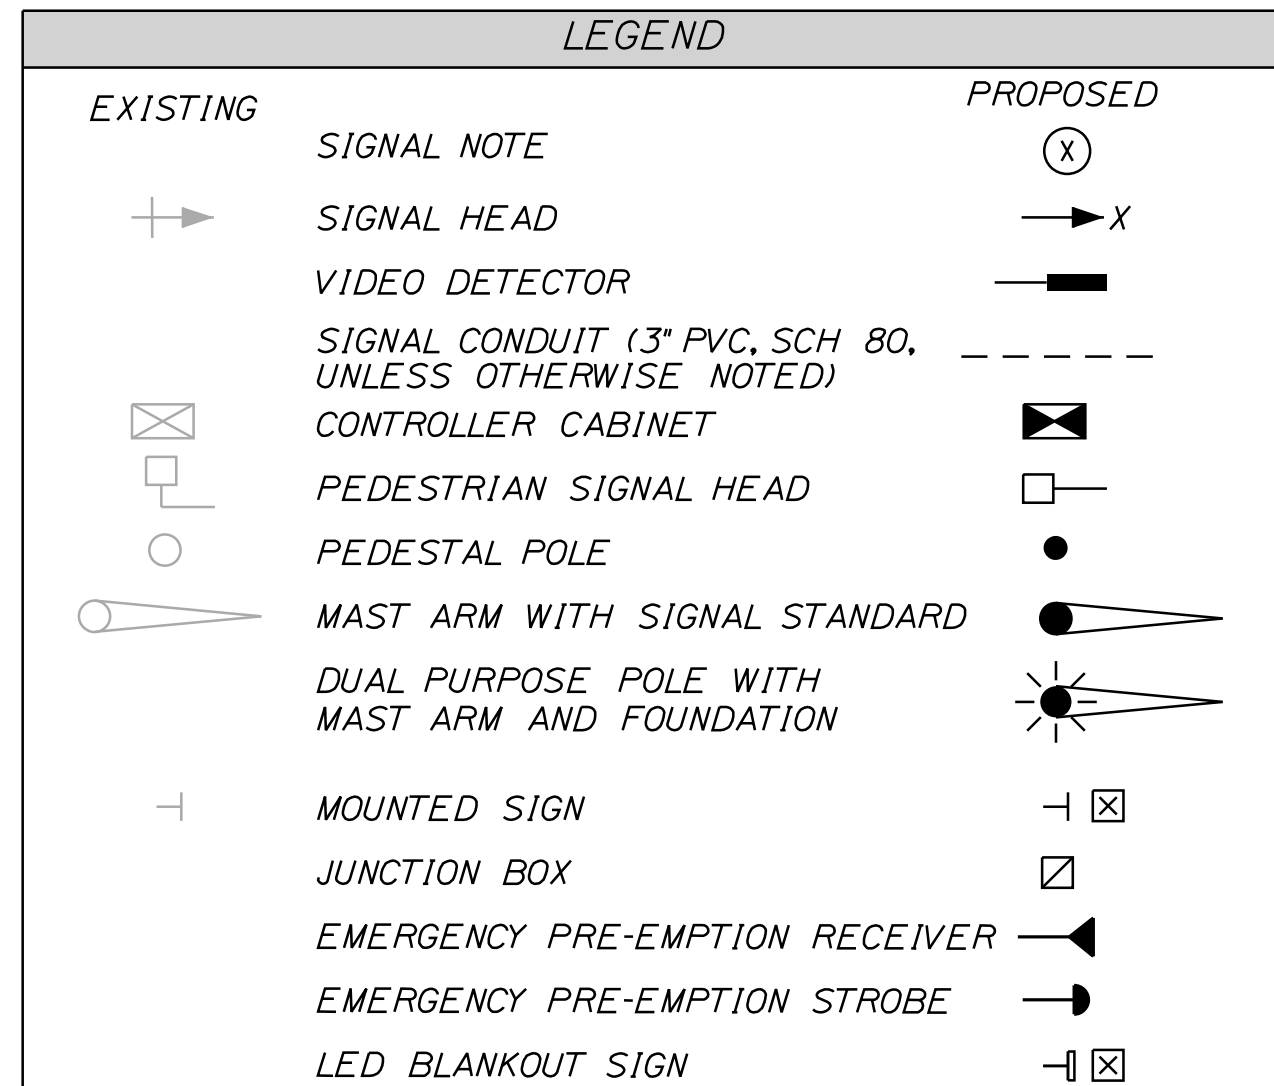 LEGEND
EXISTING
PROPOSED
SIGNAL NOTE
X
SIGNAL HEAD
X
VIDEO DETECTOR
SIGNAL CONDUIT (3" PVC, SCH 80,
UNLESS OTHERWISE NOTED)
CONTROLLER CABINET
PEDESTRIAN SIGNAL HEAD
PEDESTAL POLE
MAST ARM WITH SIGNAL STANDARD
DUAL PURPOSE POLE WITH
MAST ARM AND FOUNDATION
MOUNTED SIGN
X
JUNCTION BOX
EMERGENCY PRE-EMPTION RECEIVER
EMERGENCY PRE-EMPTION STROBE
LED BLANKOUT SIGN
X